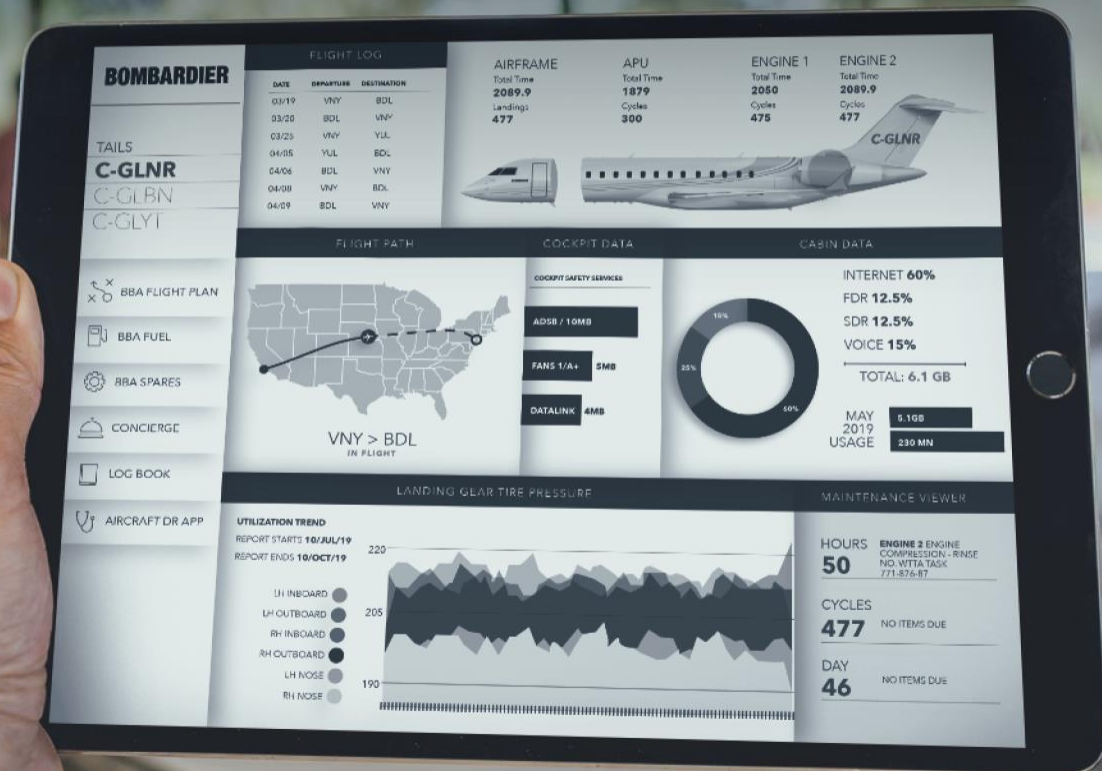 BOMBARDIER
TAILS
C-GLNR
C-GLBN
C-GLYT
BBA FLIGHT PLAN
BBA FUEL
BBA SPARES
CONCIERGE
LOG BOOK
AIRCRAFT DR APP
FLIGHT LOG
DATE DEPARTURE DESTINATION
03/19 VNY BDL
03/20 BDL VNY
VNY YUL
04/05 YUL BDL
04/06 BDL VNY
04/08 VNY BDL
04/09 BDL VNY
AIRFRAME
Total Time
2089.9
Landings
477
APU
Total Time
1879
Cycles
300
ENGINE 1
Total Time
2050
Cycles
475
ENGINE 2
Total Time
2089.9
Cycles
477
C-GLNR
FLIGHT PATH
VNY > BDL
IN FLIGHT
COCKPIT DATA
COCKPIT SAFETY SERVICES
ADSB / 10MB
FANS 1/A+ 5MB
DATALINK 4MB
CABIN DATA
15%
25%
60%
INTERNET 60%
FDR 12.5%
SDR 12.5%
VOICE 15%
TOTAL: 6.1 GB
MAY
2019
USAGE
5.1GB
230 MN
LANDING GEAR TIRE PRESSURE
UTILIZATION TREND
REPORT STARTS 10/JUL/19
REPORT ENDS 10/OCT/19
LH INBOARD
LH OUTBOARD
RH INBOARD
RH OUTBOARD
LH NOSE
RH NOSE
220
205
190
MAINTENANCE VIEWER
HOURS
50
ENGINE 2 ENGINE
COMPRESSION - RINSE
NO. WTTA TASK
771-876-87
CYCLES
477
NO ITEMS DUE
DAY
46
NO ITEMS DUE